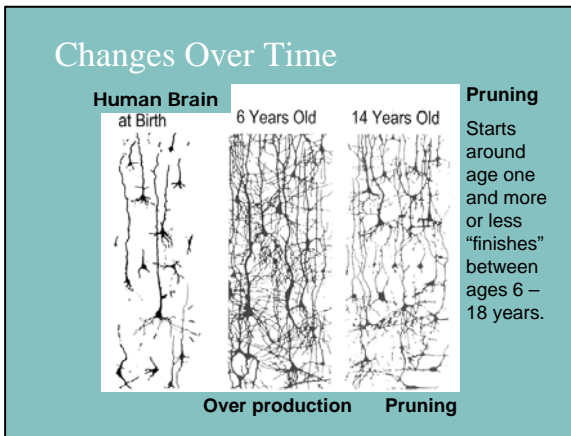 Changes Over Time
Human Brain
at Birth
6 Years Old
14 Years Old
Pruning
Starts
around
age one
and more
or less
“finishes”
between
ages 6 –
18 years.
Over production
Pruning